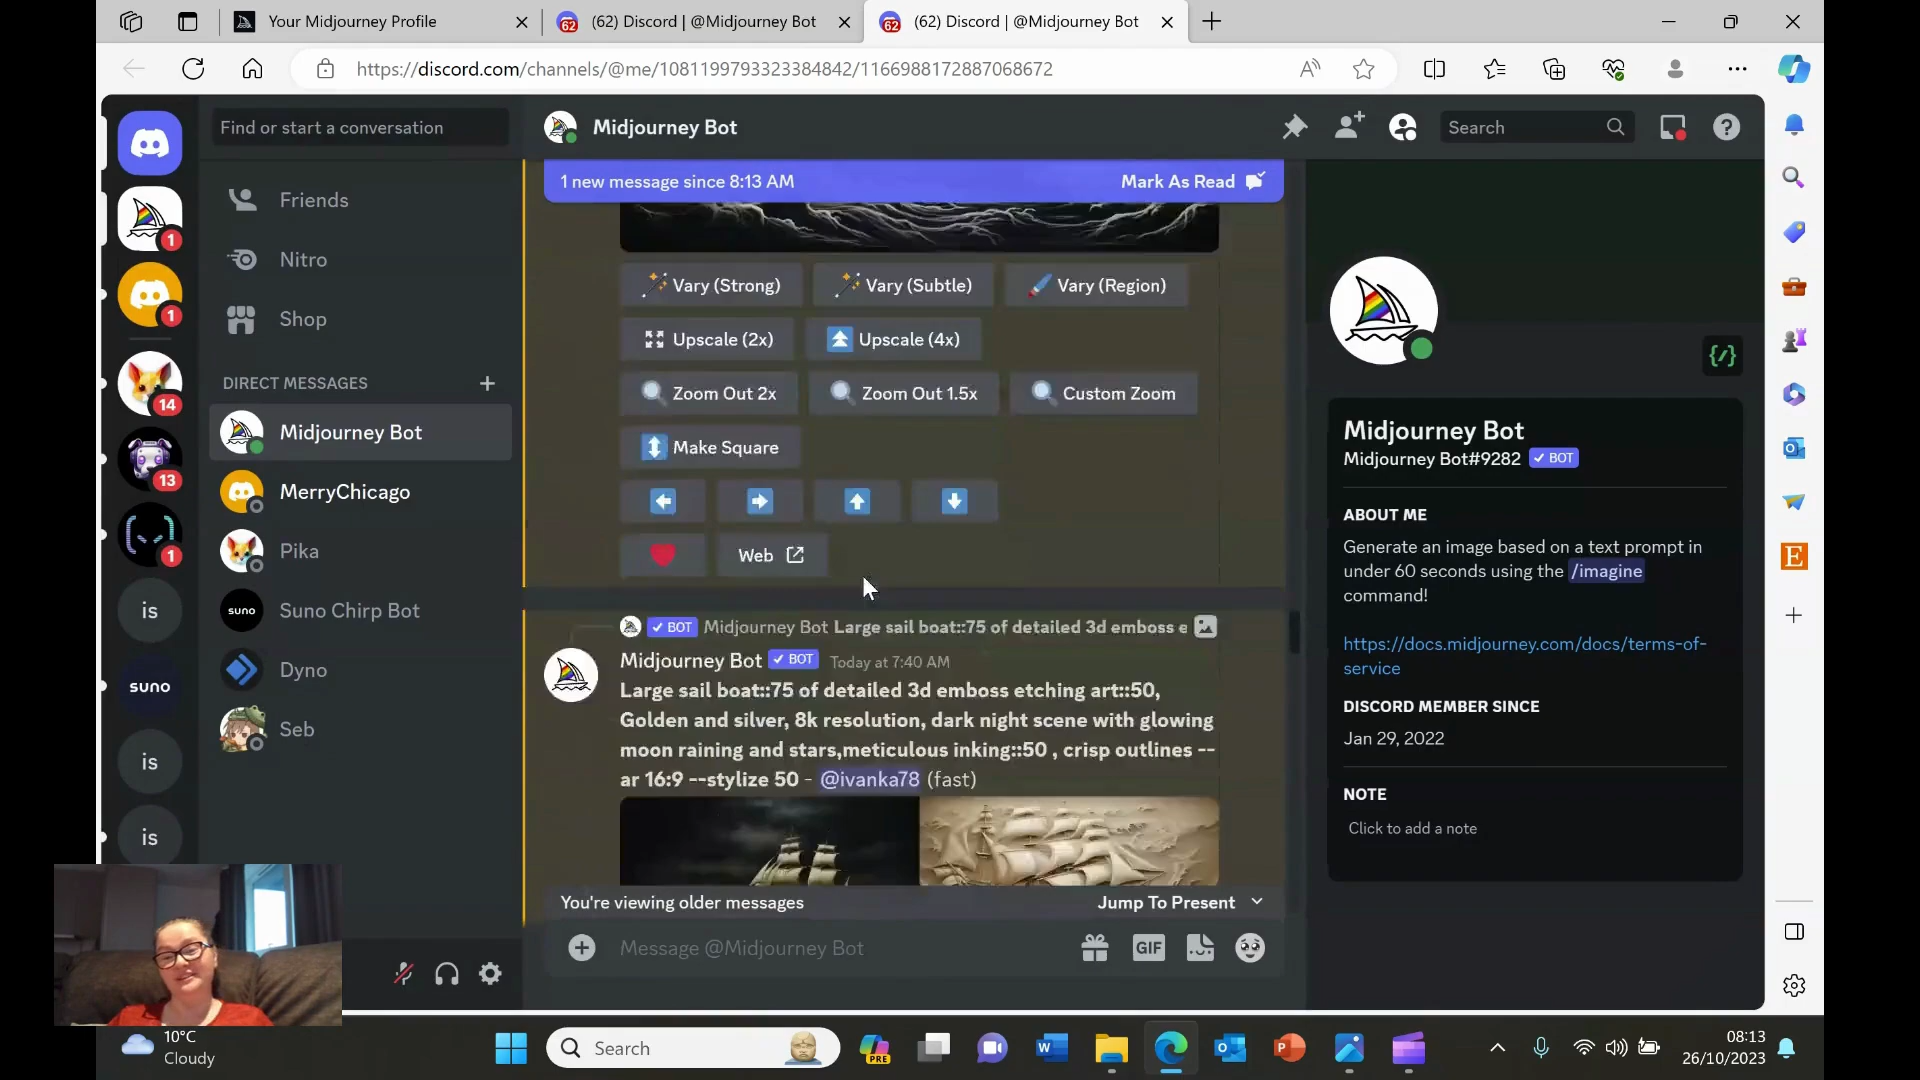 Your Midjourney Profile
62 (62) Discord | @Midjourney Bot
62 (62) Discord | @Midjourney Bot
https://discord.com/channels/@me/1081199793323384842/1166988172887068672
Find or start a conversation
Midjourney Bot
Search
1 new message since 8:13 AM
Mark As Read
1
1
14
13
1
is
suno
is
is
Friends
Nitro
Shop
DIRECT MESSAGES
Midjourney Bot
MerryChicago
Pika
suno
Suno Chirp Bot
Dyno
Seb
Vary (Strong)
Vary (Subtle)
Vary (Region)
Upscale (2x)
Upscale (4x)
Zoom Out 2x
Zoom Out 1.5x
Custom Zoom
Make Square
Web
BOT Midjourney Bot Large sail boat::75 of detailed 3d emboss e
Midjourney Bot BOT Today at 7:40 AM
Large sail boat::75 of detailed 3d emboss etching art::50,
Golden and silver, 8k resolution, dark night scene with glowing
moon raining and stars,meticulous inking::50 , crisp outlines --
ar 16:9 --stylize 50 - @ivanka78 (fast)
You're viewing older messages
Jump To Present
Message @Midjourney Bot
GIF
Midjourney Bot
Midjourney Bot#9282 BOT
ABOUT ME
Generate an image based on a text prompt in
under 60 seconds using the /imagine
command!
https://docs.midjourney.com/docs/terms-of-
service
DISCORD MEMBER SINCE
Jan 29, 2022
NOTE
Click to add a note
E
10°C
Cloudy
Search
PRE
W
P
08:13
26/10/2023